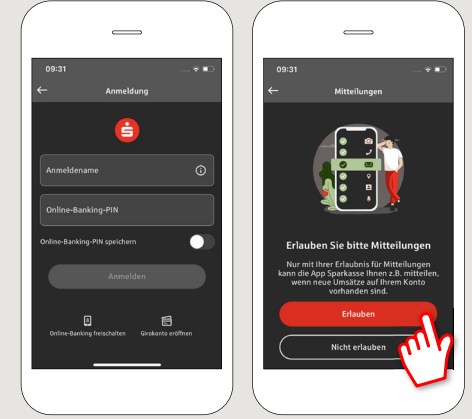 09:31
Anmeldung
Anmeldename
Online-Banking-PIN
Online-Banking-PIN speichern
Anmelden
Online-Banking freischalten
Girokonto eröffnen
09:31
Mitteilungen
Erlauben Sie bitte Mitteilungen
Nur mit Ihrer Erlaubnis für Mitteilungen
kann die App Sparkasse Ihnen z.B. mitteilen,
wenn neue Umsätze auf Ihrem Konto
vorhanden sind.
Erlauben
Nicht erlauben